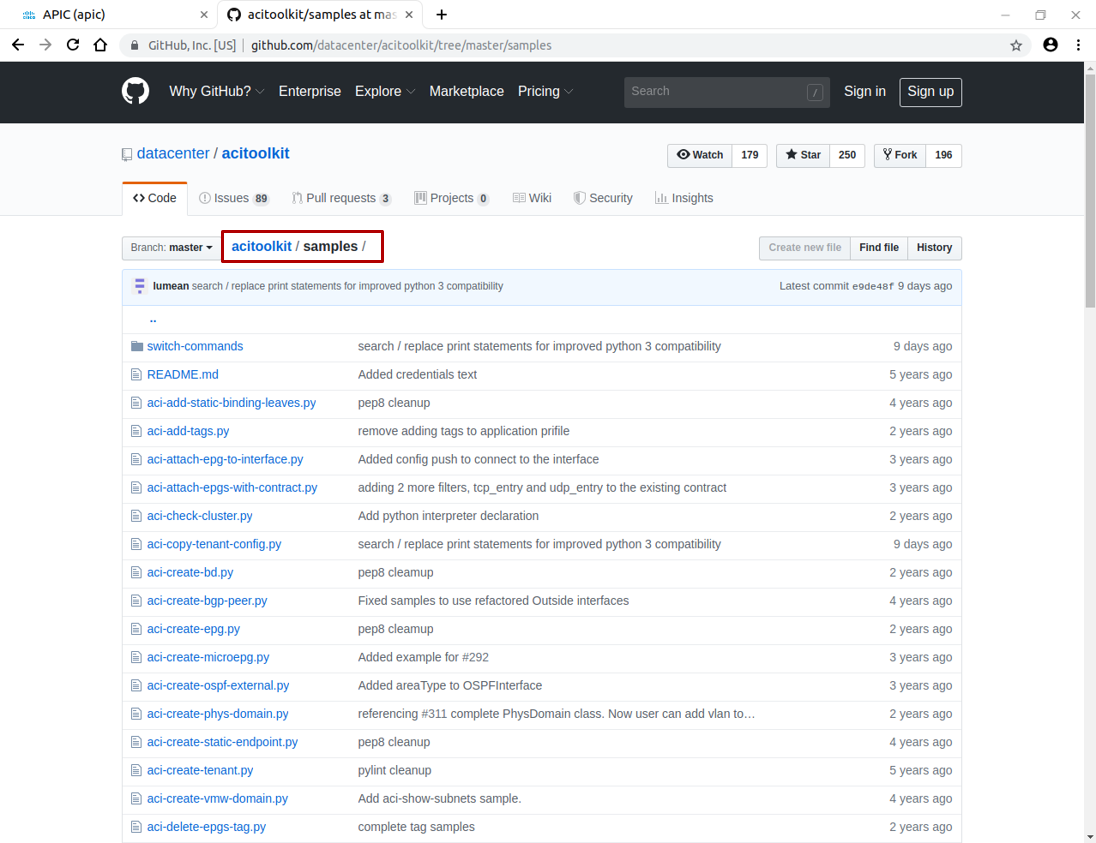 APIC (apic)
acitoolkit/samples at mas
GitHub, Inc. [US] | github.com/datacenter/acitoolkit/tree/master/samples
Why GitHub? Enterprise Explore Marketplace Pricing Search / Sign in Sign up
datacenter / acitoolkit Watch 179 Star 250 Fork 196
Code Issues 89 Pull requests 3 Projects 0 Wiki Security Insights
Branch: master acitoolkit / samples / Create new file Find file History
lumean search / replace print statements for improved python 3 compatibility Latest commit e9de48f 9 days ago
..
switch-commands search / replace print statements for improved python 3 compatibility 9 days ago
README.md Added credentials text 5 years ago
aci-add-static-binding-leaves.py pep8 cleanup 4 years ago
aci-add-tags.py remove adding tags to application prifile 2 years ago
aci-attach-epg-to-interface.py Added config push to connect to the interface 3 years ago
aci-attach-epgs-with-contract.py adding 2 more filters, tcp_entry and udp_entry to the existing contract 3 years ago
aci-check-cluster.py Add python interpreter declaration 2 years ago
aci-copy-tenant-config.py search / replace print statements for improved python 3 compatibility 9 days ago
aci-create-bd.py pep8 cleamup 2 years ago
aci-create-bgp-peer.py Fixed samples to use refactored Outside interfaces 4 years ago
aci-create-epg.py pep8 cleamup 2 years ago
aci-create-microepg.py Added example for #292 3 years ago
aci-create-ospf-external.py Added areaType to OSPFInterface 3 years ago
aci-create-phys-domain.py referencing #311 complete PhysDomain class. Now user can add vlan to… 2 years ago
aci-create-static-endpoint.py pep8 cleanup 4 years ago
aci-create-tenant.py pylint cleanup 5 years ago
aci-create-vmw-domain.py Add aci-show-subnets sample. 4 years ago
aci-delete-epgs-tag.py complete tag samples 2 years ago